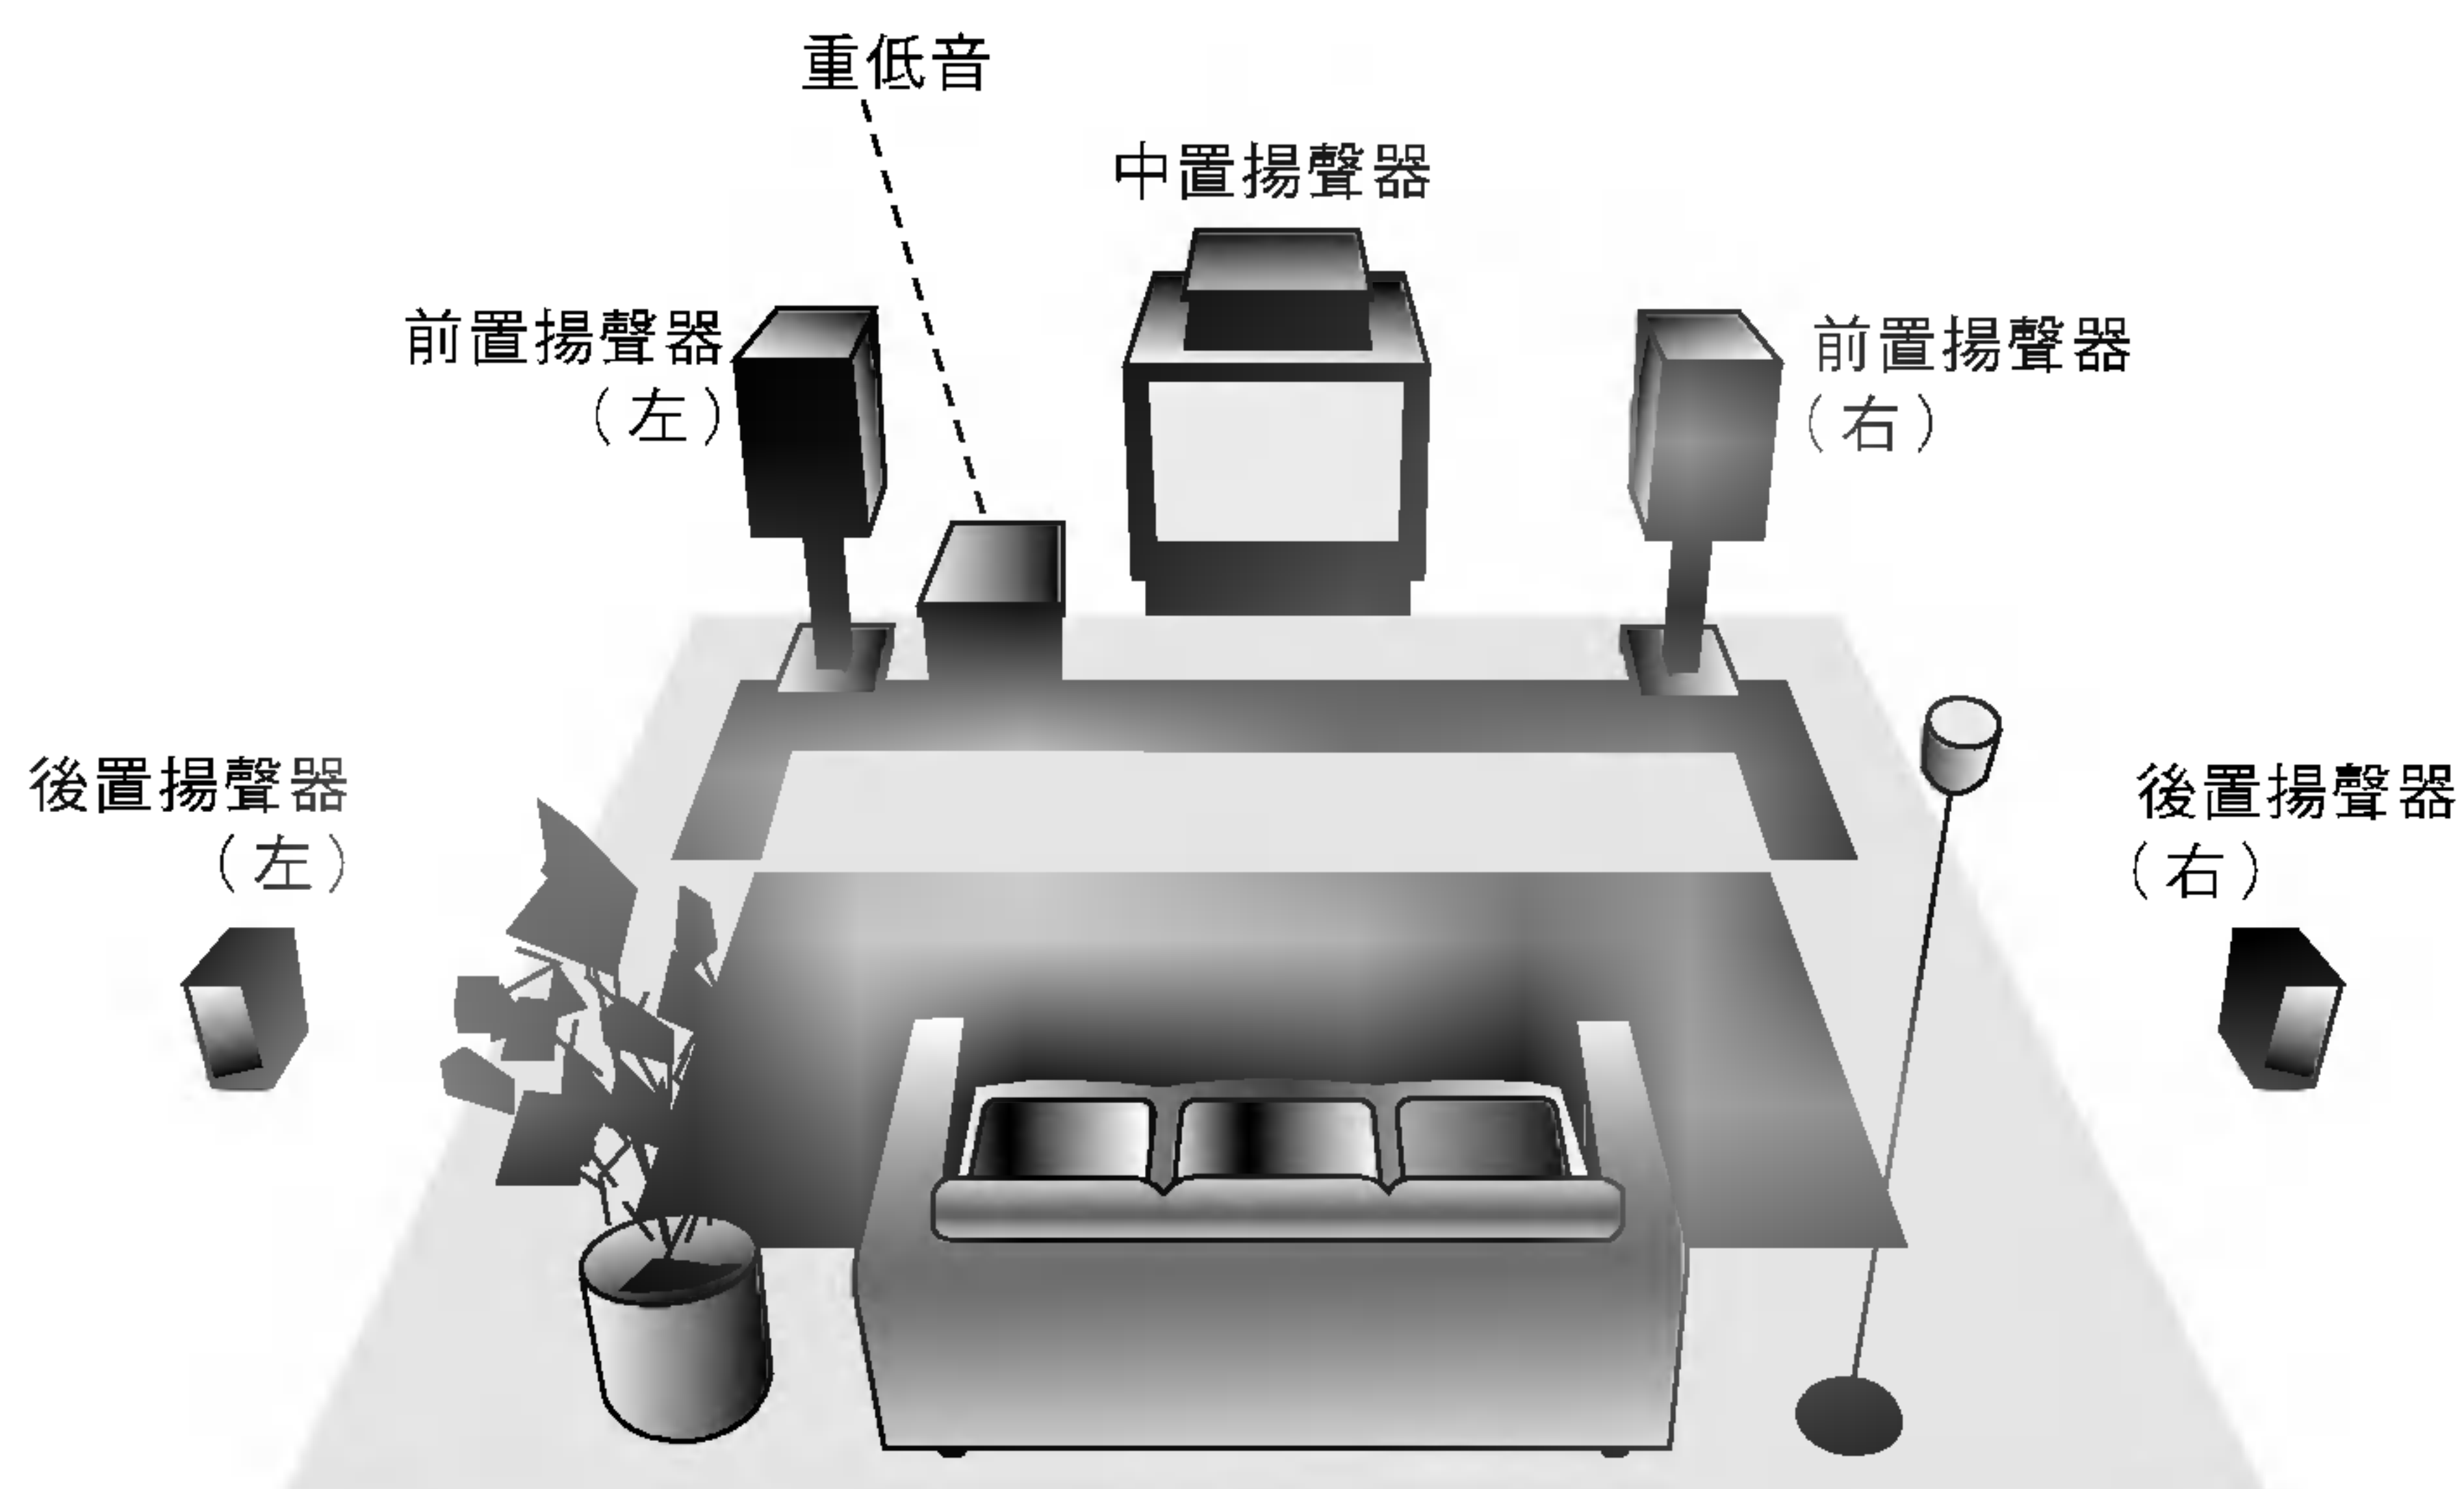 重低音
中置揚聲器
前置揚聲器
（左）
前置揚聲器
（右）
後置揚聲器
（左）
後置揚聲器
（右）